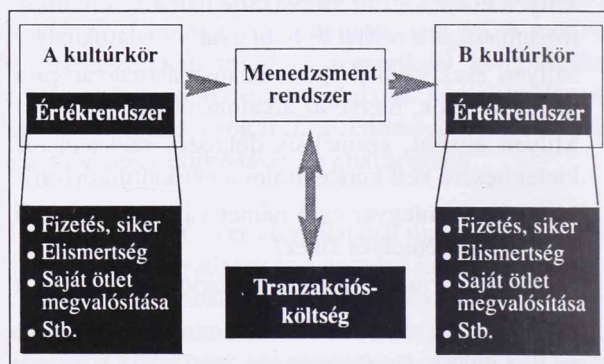 A kultúrkör
Értékrendszer
• Fizetés, siker
• Elismertség
• Saját ötlet
megvalósítása
• Stb.
Menedzsment
rendszer
Tranzakciós-
költség
B kultúrkör
Értékrendszer
• Fizetés, siker
• Elismertség
• Saját ötlet
megvalósítása
• Stb.